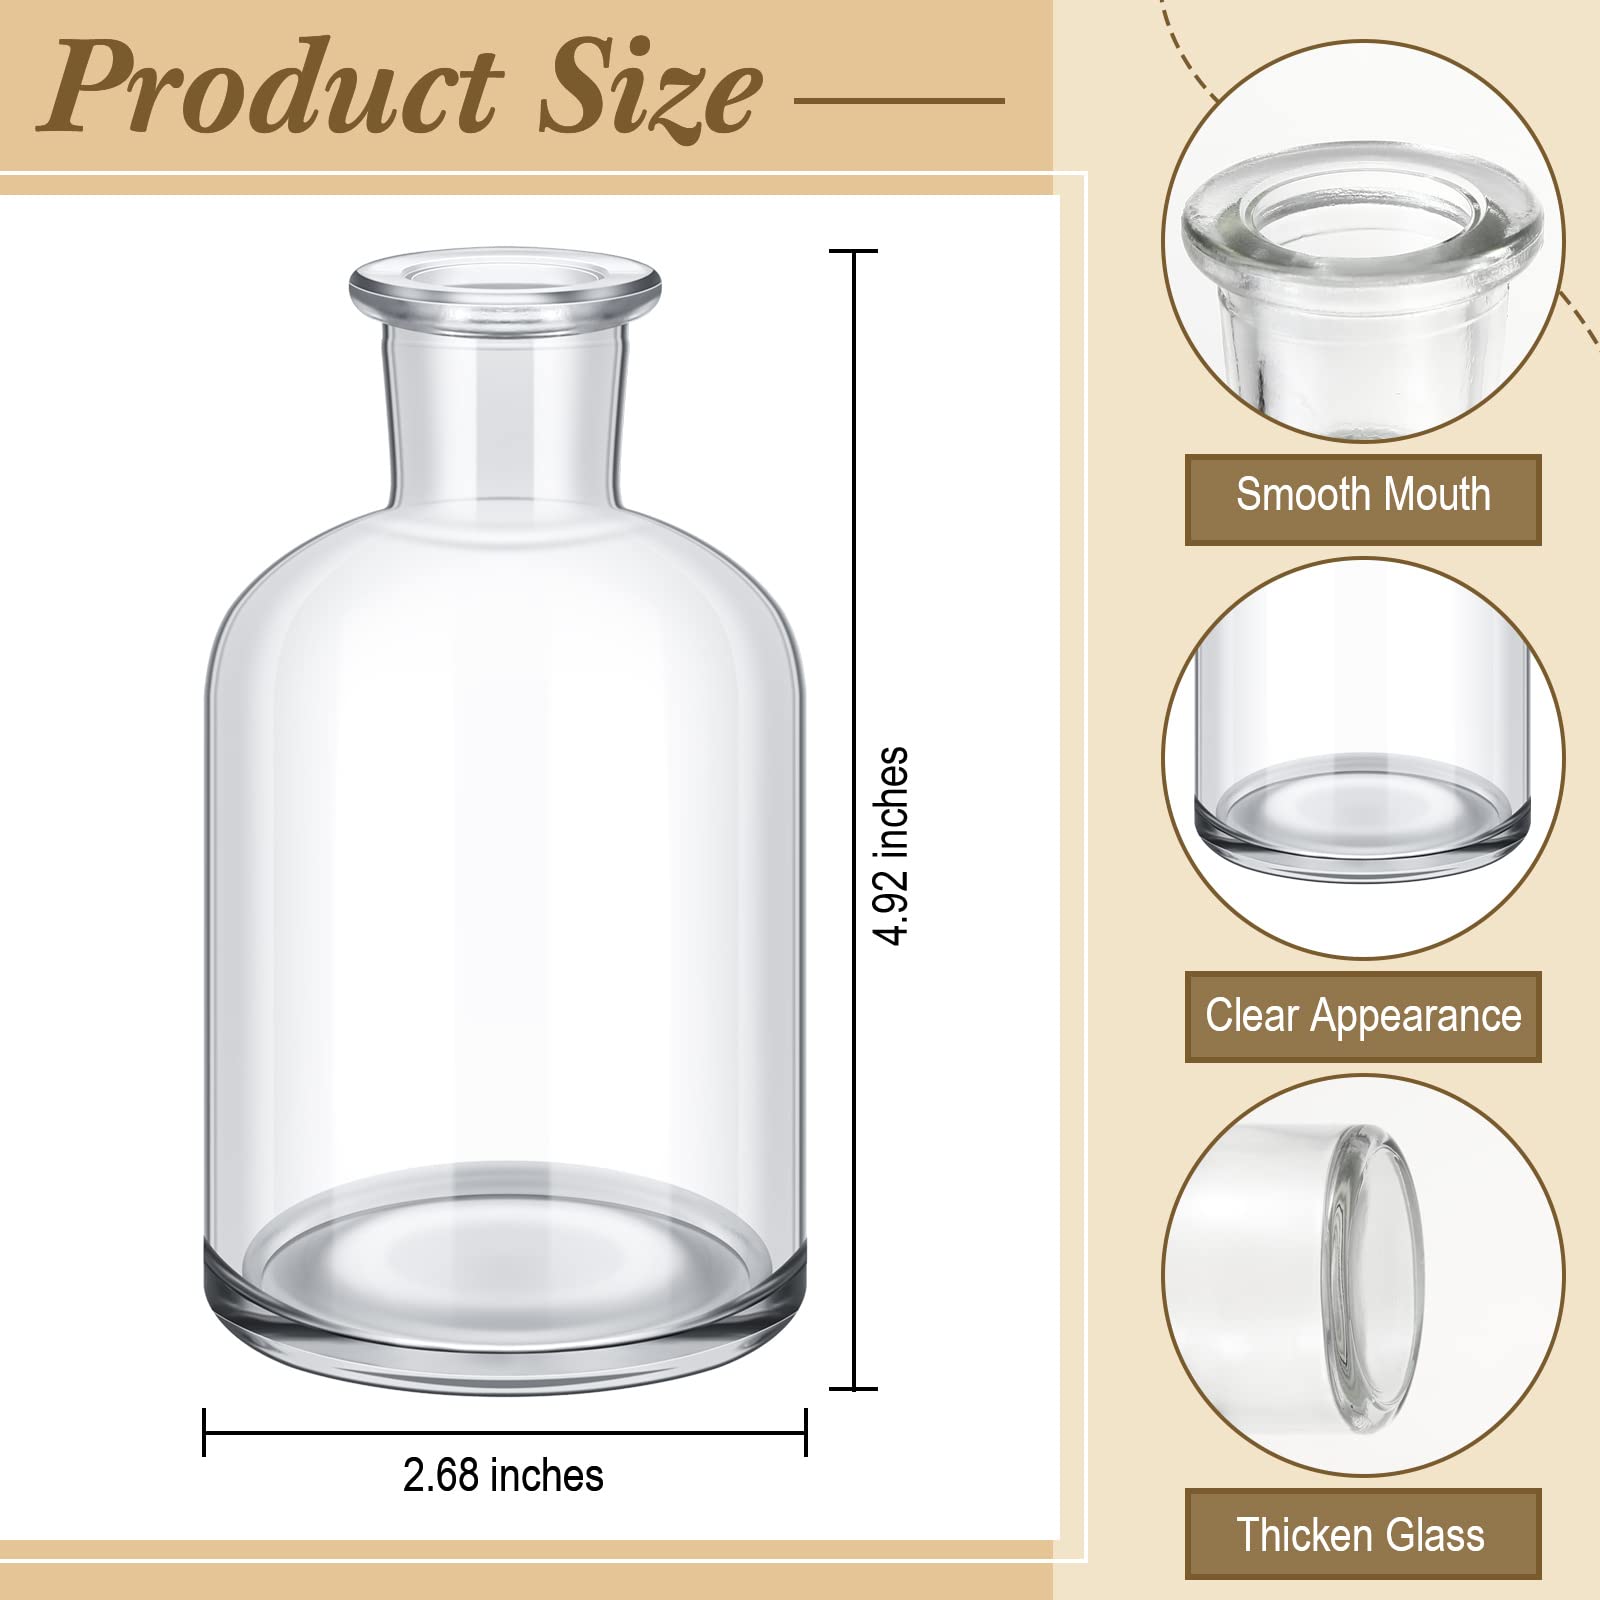 Product Size
4.92 inches
2.68 inches
Smooth Mouth
Clear Appearance
Thicken Glass